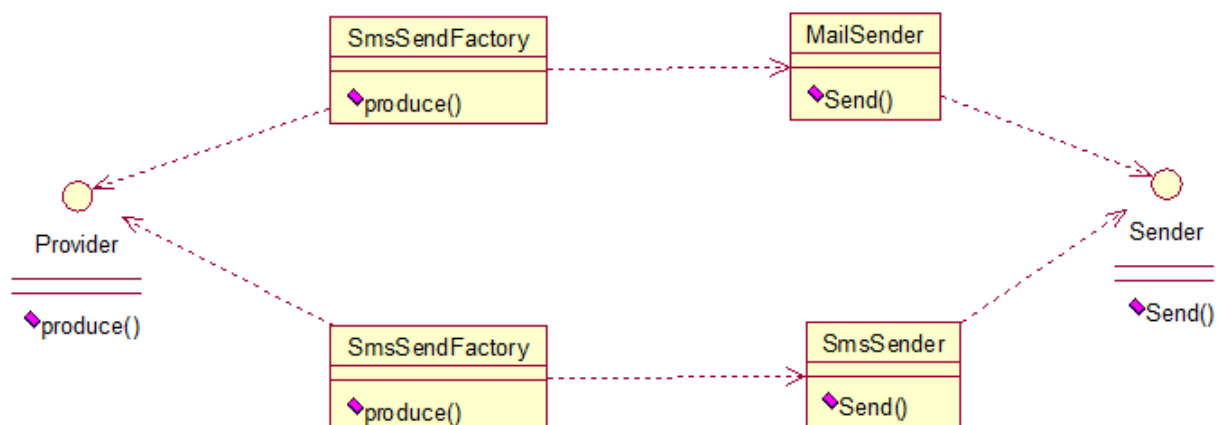 SmsSendFactory
produce()
MailSender
Send()
Provider
produce()
Sender
Send()
SmsSendFactory
produce()
SmsSender
Send()